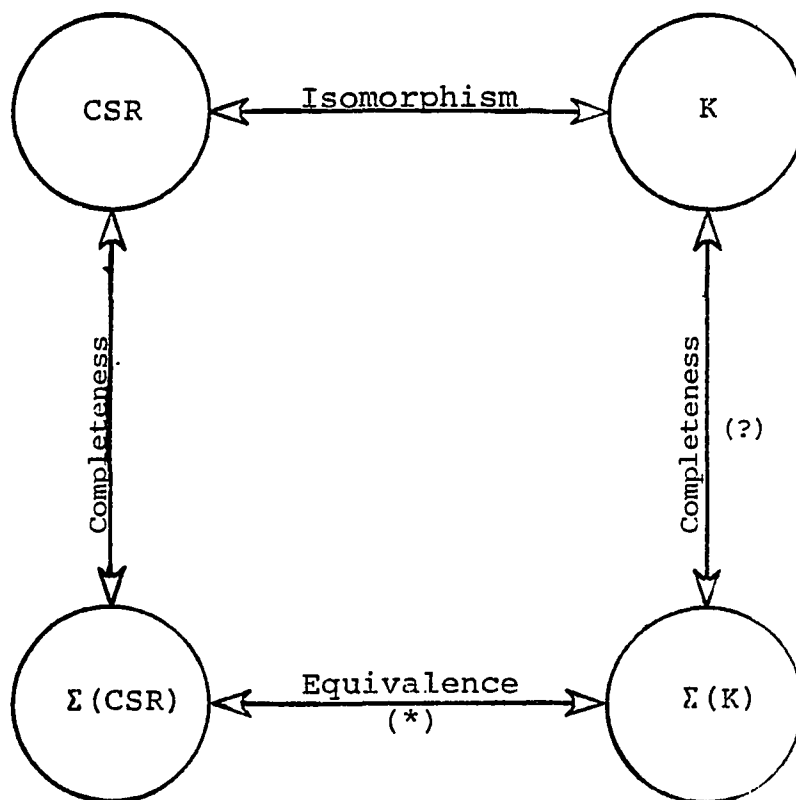 CSR
Isomorphism
K
Completeness
Completeness
(?)
Σ(CSR)
Equivalence
(*)
Σ(K)